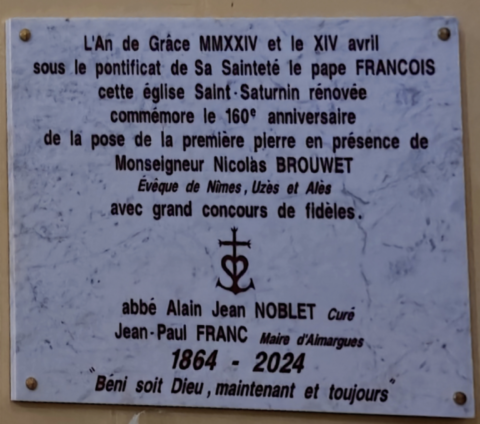 L'An de Grâce MMXXIV et le XIV avril
sous le pontificat de Sa Sainteté le pape FRANCOIS
cette église Saint-Saturnin rénovée
commémore le 160e anniversaire
de la pose de la première pierre en présence de
Monseigneur Nicolas BROUWET
Évêque de Nîmes, Uzès et Alès
avec grand concours de fidèles.
abbé Alain Jean NOBLET Curé
Jean-Paul FRANC Maire d'Aimargues
1864 - 2024
"Béni soit Dieu, maintenant et toujours"